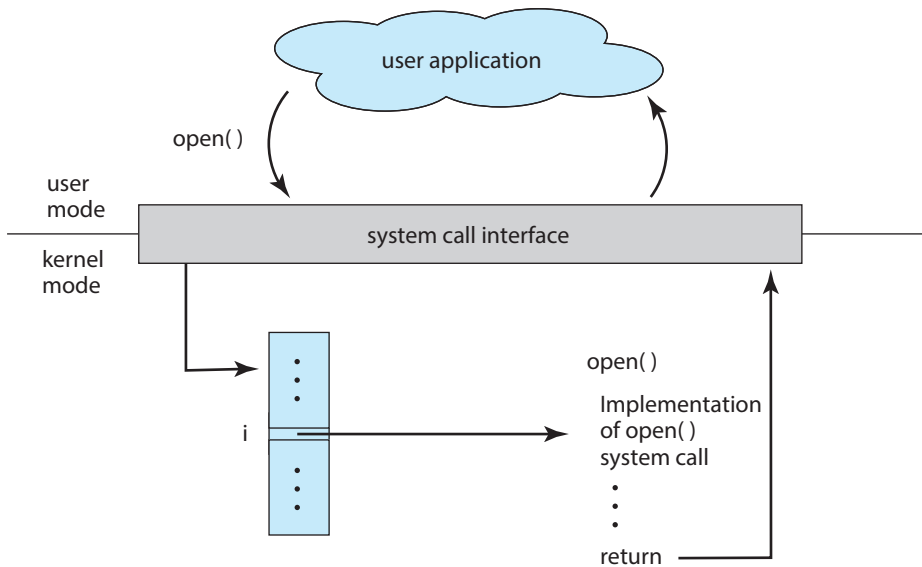 user application
open( )
user
mode
system call interface
kernel
mode
open( )
i
Implementation
of open( )
system call
return